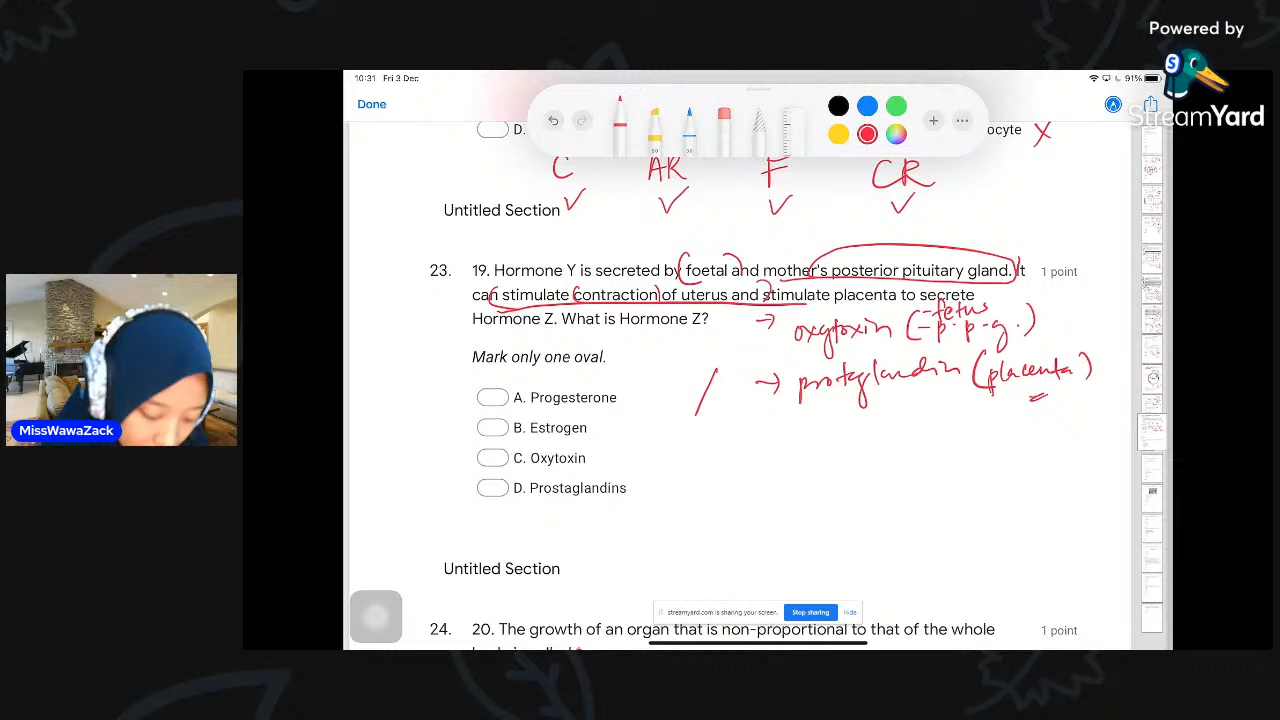 Powered by
StreamYard
10:31 Fri 3 Dec
91%
Done
D.
ocyte X
C AR F CR
Untitled Section
23. 19. Hormone Y is secreted by foetal and mother's posterior pituitary gland. It 1 point
can stimulate contraction of uterus and stimulate placenta to secrete
Hormone Z. What is Hormone Z?
→ oxytoxin (-fetus
-p.p.g.)
Mark only one oval.
→ protaglandin (placenta)
A. Progesterone
B. Estrogen
C. Oxytoxin
D. Prostaglandins
MissWawaZack
Untitled Section
streamyard.com is sharing your screen. Stop sharing Hide
24. 20. The growth of an organ that is non-proportional to that of the whole 1 point